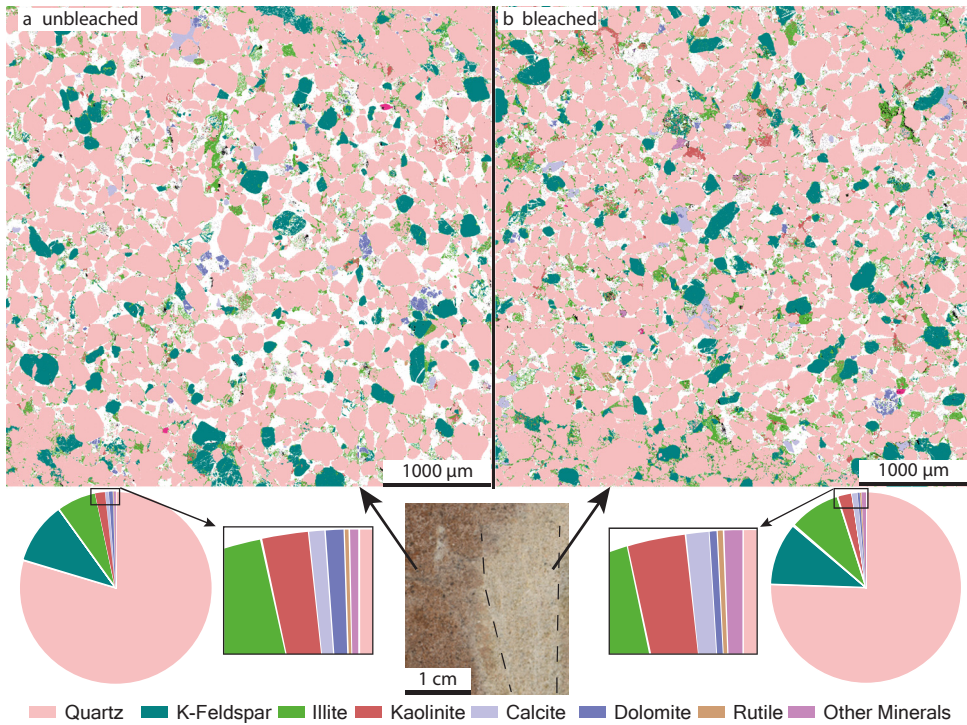 a unbleached
b bleached
1000 µm
1000 µm
1 cm
Quartz K-Feldspar Illite Kaolinite Calcite Dolomite Rutile Other Minerals